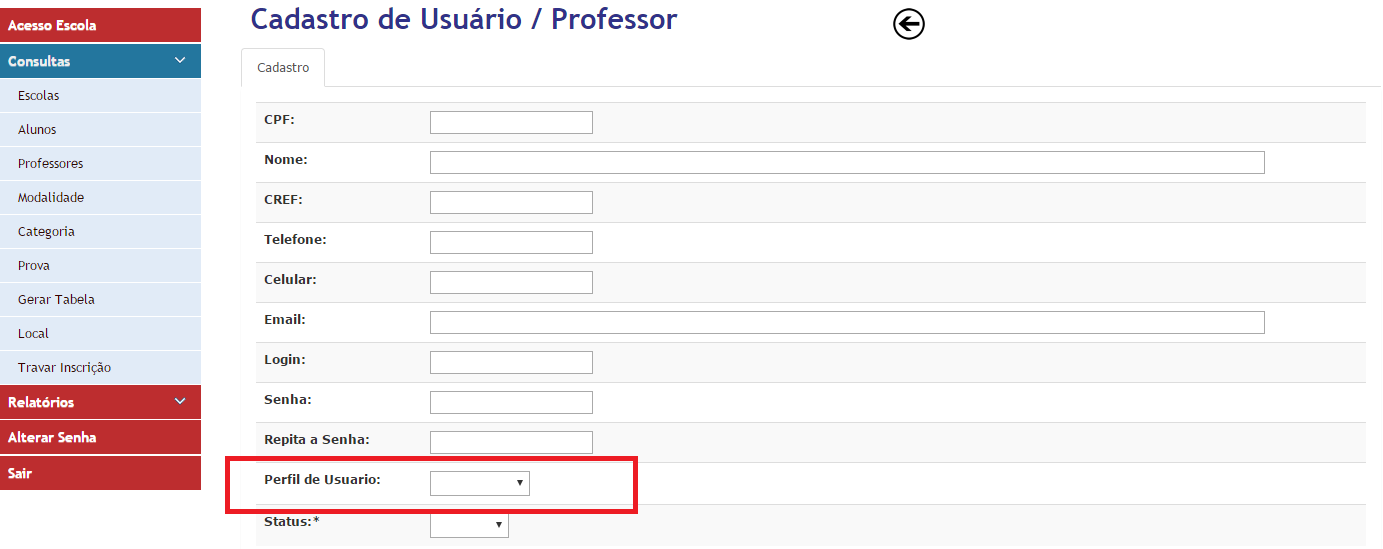 Acesso Escola
Consultas
Escolas
Alunos
Professores
Modalidade
Categoria
Prova
Gerar Tabela
Local
Travar Inscrição
Relatórios
Alterar Senha
Sair
Cadastro de Usuário / Professor
Cadastro
CPF:
Nome:
CREF:
Telefone:
Celular:
Email:
Login:
Senha:
Repita a Senha:
Perfil de Usuario:
Status:*